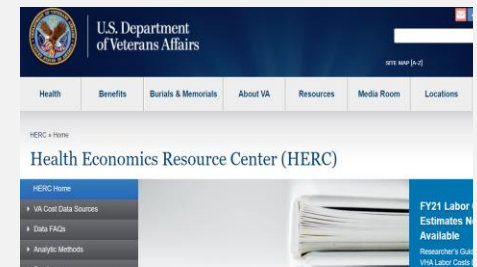 U.S. Department
of Veterans Affairs
SITE MAP [A-Z]
Health Benefits Burials & Memorials About VA Resources Media Room Locations
HERC » Home
Health Economics Resource Center (HERC)
HERC Home
VA Cost Data Sources
Data FAQs
Analytic Methods
FY21 Labor
Estimates
Available
Researcher's
VHA Labor Costs